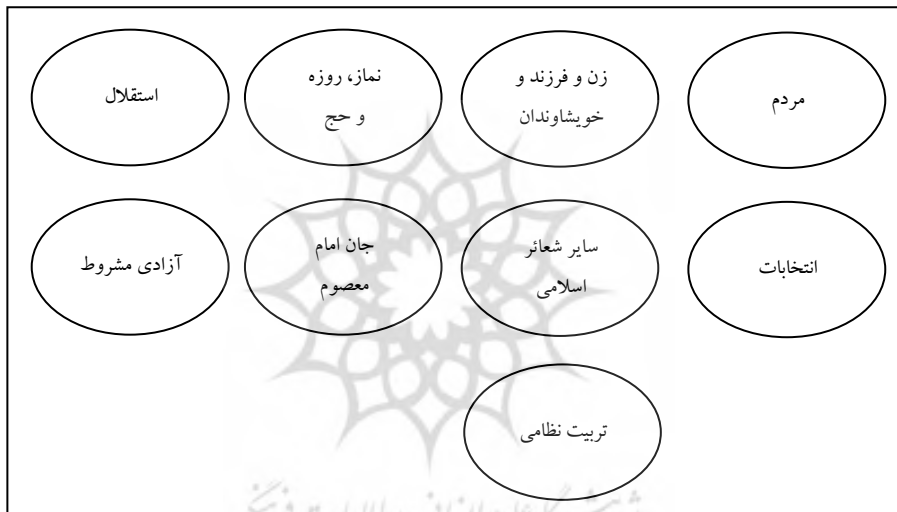 مردم
زن و فرزند و
خویشاوندان
نماز، روزه
و حج
استقلال
انتخابات
سایر شعائر
اسلامی
جان امام
معصوم
آزادی مشروط
تربیت نظامی